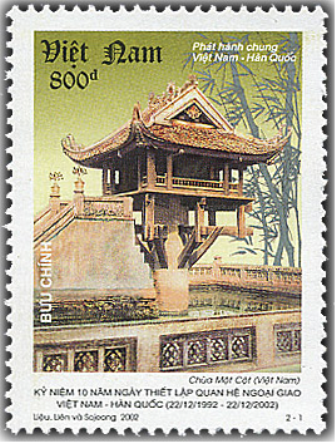 Việt Nam
800đ
Phát hành chung
Việt Nam - Hàn Quốc
BƯU CHÍNH
Chùa Một Cột (Việt Nam)
KỶ NIỆM 10 NĂM NGÀY THIẾT LẬP QUAN HỆ NGOẠI GIAO
VIỆT NAM - HÀN QUỐC (22/12/1992 - 22/12/2002)
Liệu, Liên và Sojeong 2002
2 - 1